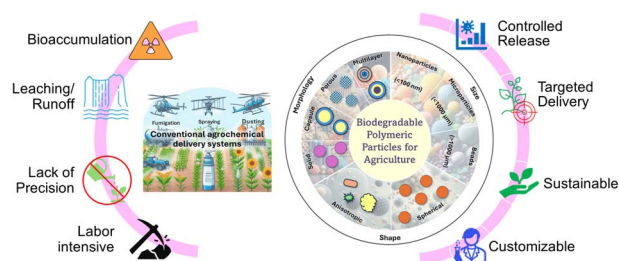 Bioaccumulation
Leaching/
Runoff
Lack of
Precision
Labor
intensive
Fumigation
Spraying
Dusting
Conventional agrochemical
delivery systems
Morphology
Porous
Multilayer
Capsule
Solid
Nanoparticles
(<100 nm)
Microparticles
(<1000 μm)
Beads
(>1000 μm)
Size
Biodegradable
Polymeric
Particles for
Agriculture
Anisotropic
Spherical
Shape
Controlled
Release
Targeted
Delivery
Sustainable
Customizable